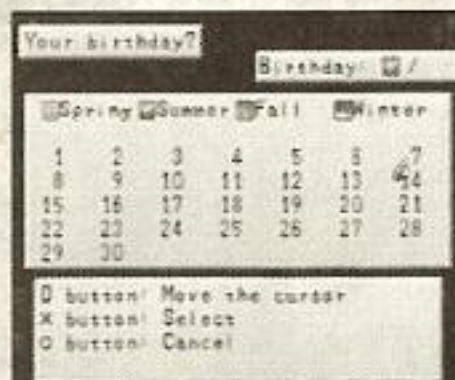 Your birthday?
Birthday: /
Spring Summer Fall Winter
1 2 3 4 5 6 7
8 9 10 11 12 13 14
15 16 17 18 19 20 21
22 23 24 25 26 27 28
29 30
D button: Move the cursor
X button: Select
O button: Cancel